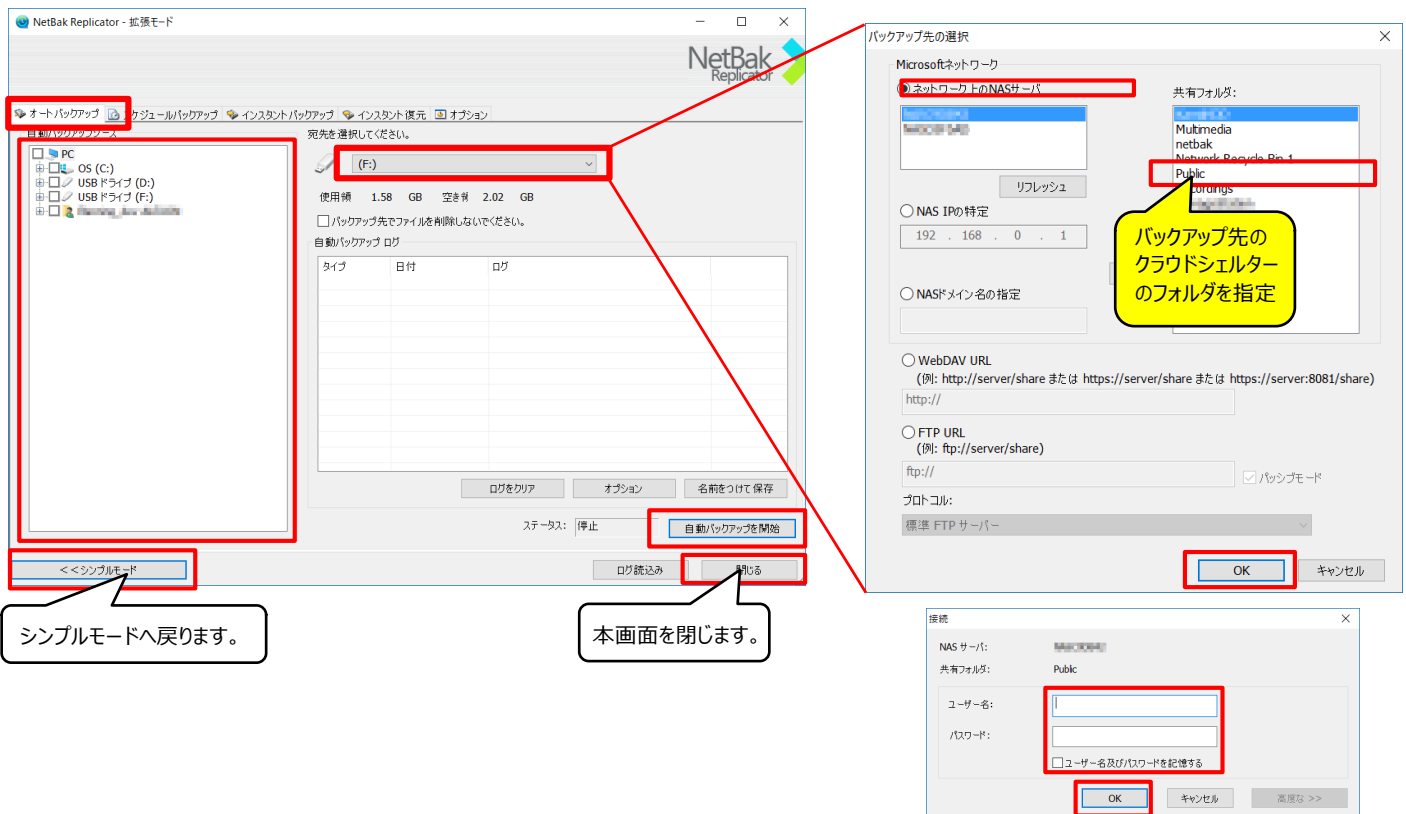 NetBak Replicator - 拡張モード
NetBak
Replicator
オートバックアップ
スケジュールバックアップ
インスタントバックアップ
インスタント復元
オプション
自動バックアップソース
PC
OS (C:)
USB ドライブ (D:)
USB ドライブ (F:)
宛先を選択してください。
(F:)
使用領 1.58 GB 空き領 2.02 GB
バックアップ先でファイルを削除しないでください。
自動バックアップ ログ
タイプ 日付 ログ
ログをクリア
オプション
名前をつけて保存
ステータス: 停止
自動バックアップを開始
<<シンプルモード
ログ読込み
閉じる
シンプルモードへ戻ります。
本画面を閉じます。
バックアップ先の選択
Microsoftネットワーク
ネットワーク上のNASサーバ
リフレッシュ
NAS IPの特定
192 . 168 . 0 . 1
NASドメイン名の指定
共有フォルダ:
Multimedia
netbak
Network Recycle Bin 1
Public
バックアップ先の
クラウドシェルター
のフォルダを指定
WebDAV URL
(例: http://server/share または https://server/share または https://server:8081/share)
http://
FTP URL
(例: ftp://server/share)
ftp://
パッシブモード
プロトコル:
標準 FTP サーバー
OK
キャンセル
接続
NAS サーバ:
共有フォルダ: Public
ユーザー名:
パスワード:
ユーザー名及びパスワードを記憶する
OK
キャンセル
高度な >>